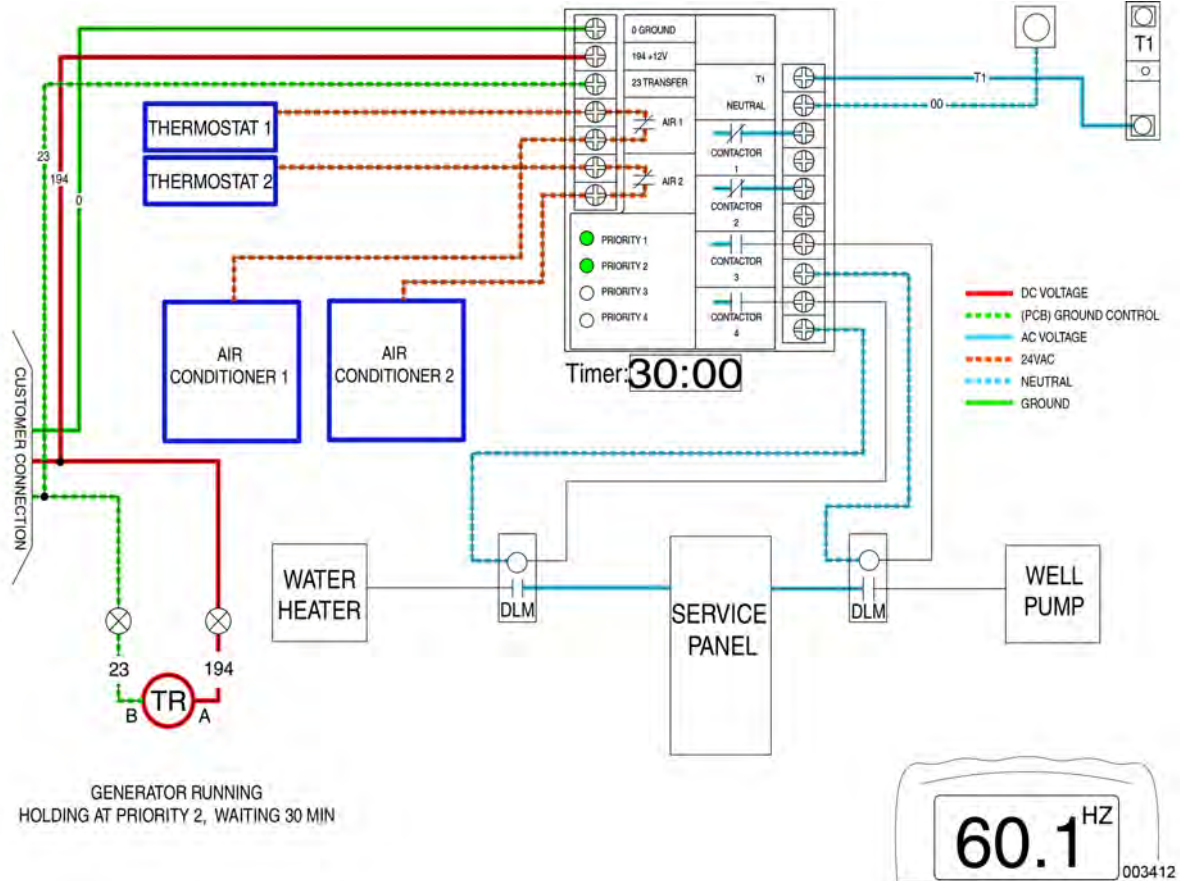 0 GROUND
194 +12V
23 TRANSFER
AIR 1
AIR 2
T1
NEUTRAL
CONTACTOR
1
CONTACTOR
2
CONTACTOR
3
CONTACTOR
4
PRIORITY 1
PRIORITY 2
PRIORITY 3
PRIORITY 4
Timer:30:00
T1
00
T1
THERMOSTAT 1
THERMOSTAT 2
23
194
0
AIR
CONDITIONER 1
AIR
CONDITIONER 2
DC VOLTAGE
(PCB) GROUND CONTROL
AC VOLTAGE
24VAC
NEUTRAL
GROUND
CUSTOMER CONNECTION
WATER
HEATER
DLM
SERVICE
PANEL
DLM
WELL
PUMP
23
194
B
TR
A
GENERATOR RUNNING
HOLDING AT PRIORITY 2, WAITING 30 MIN
60.1 HZ
003412